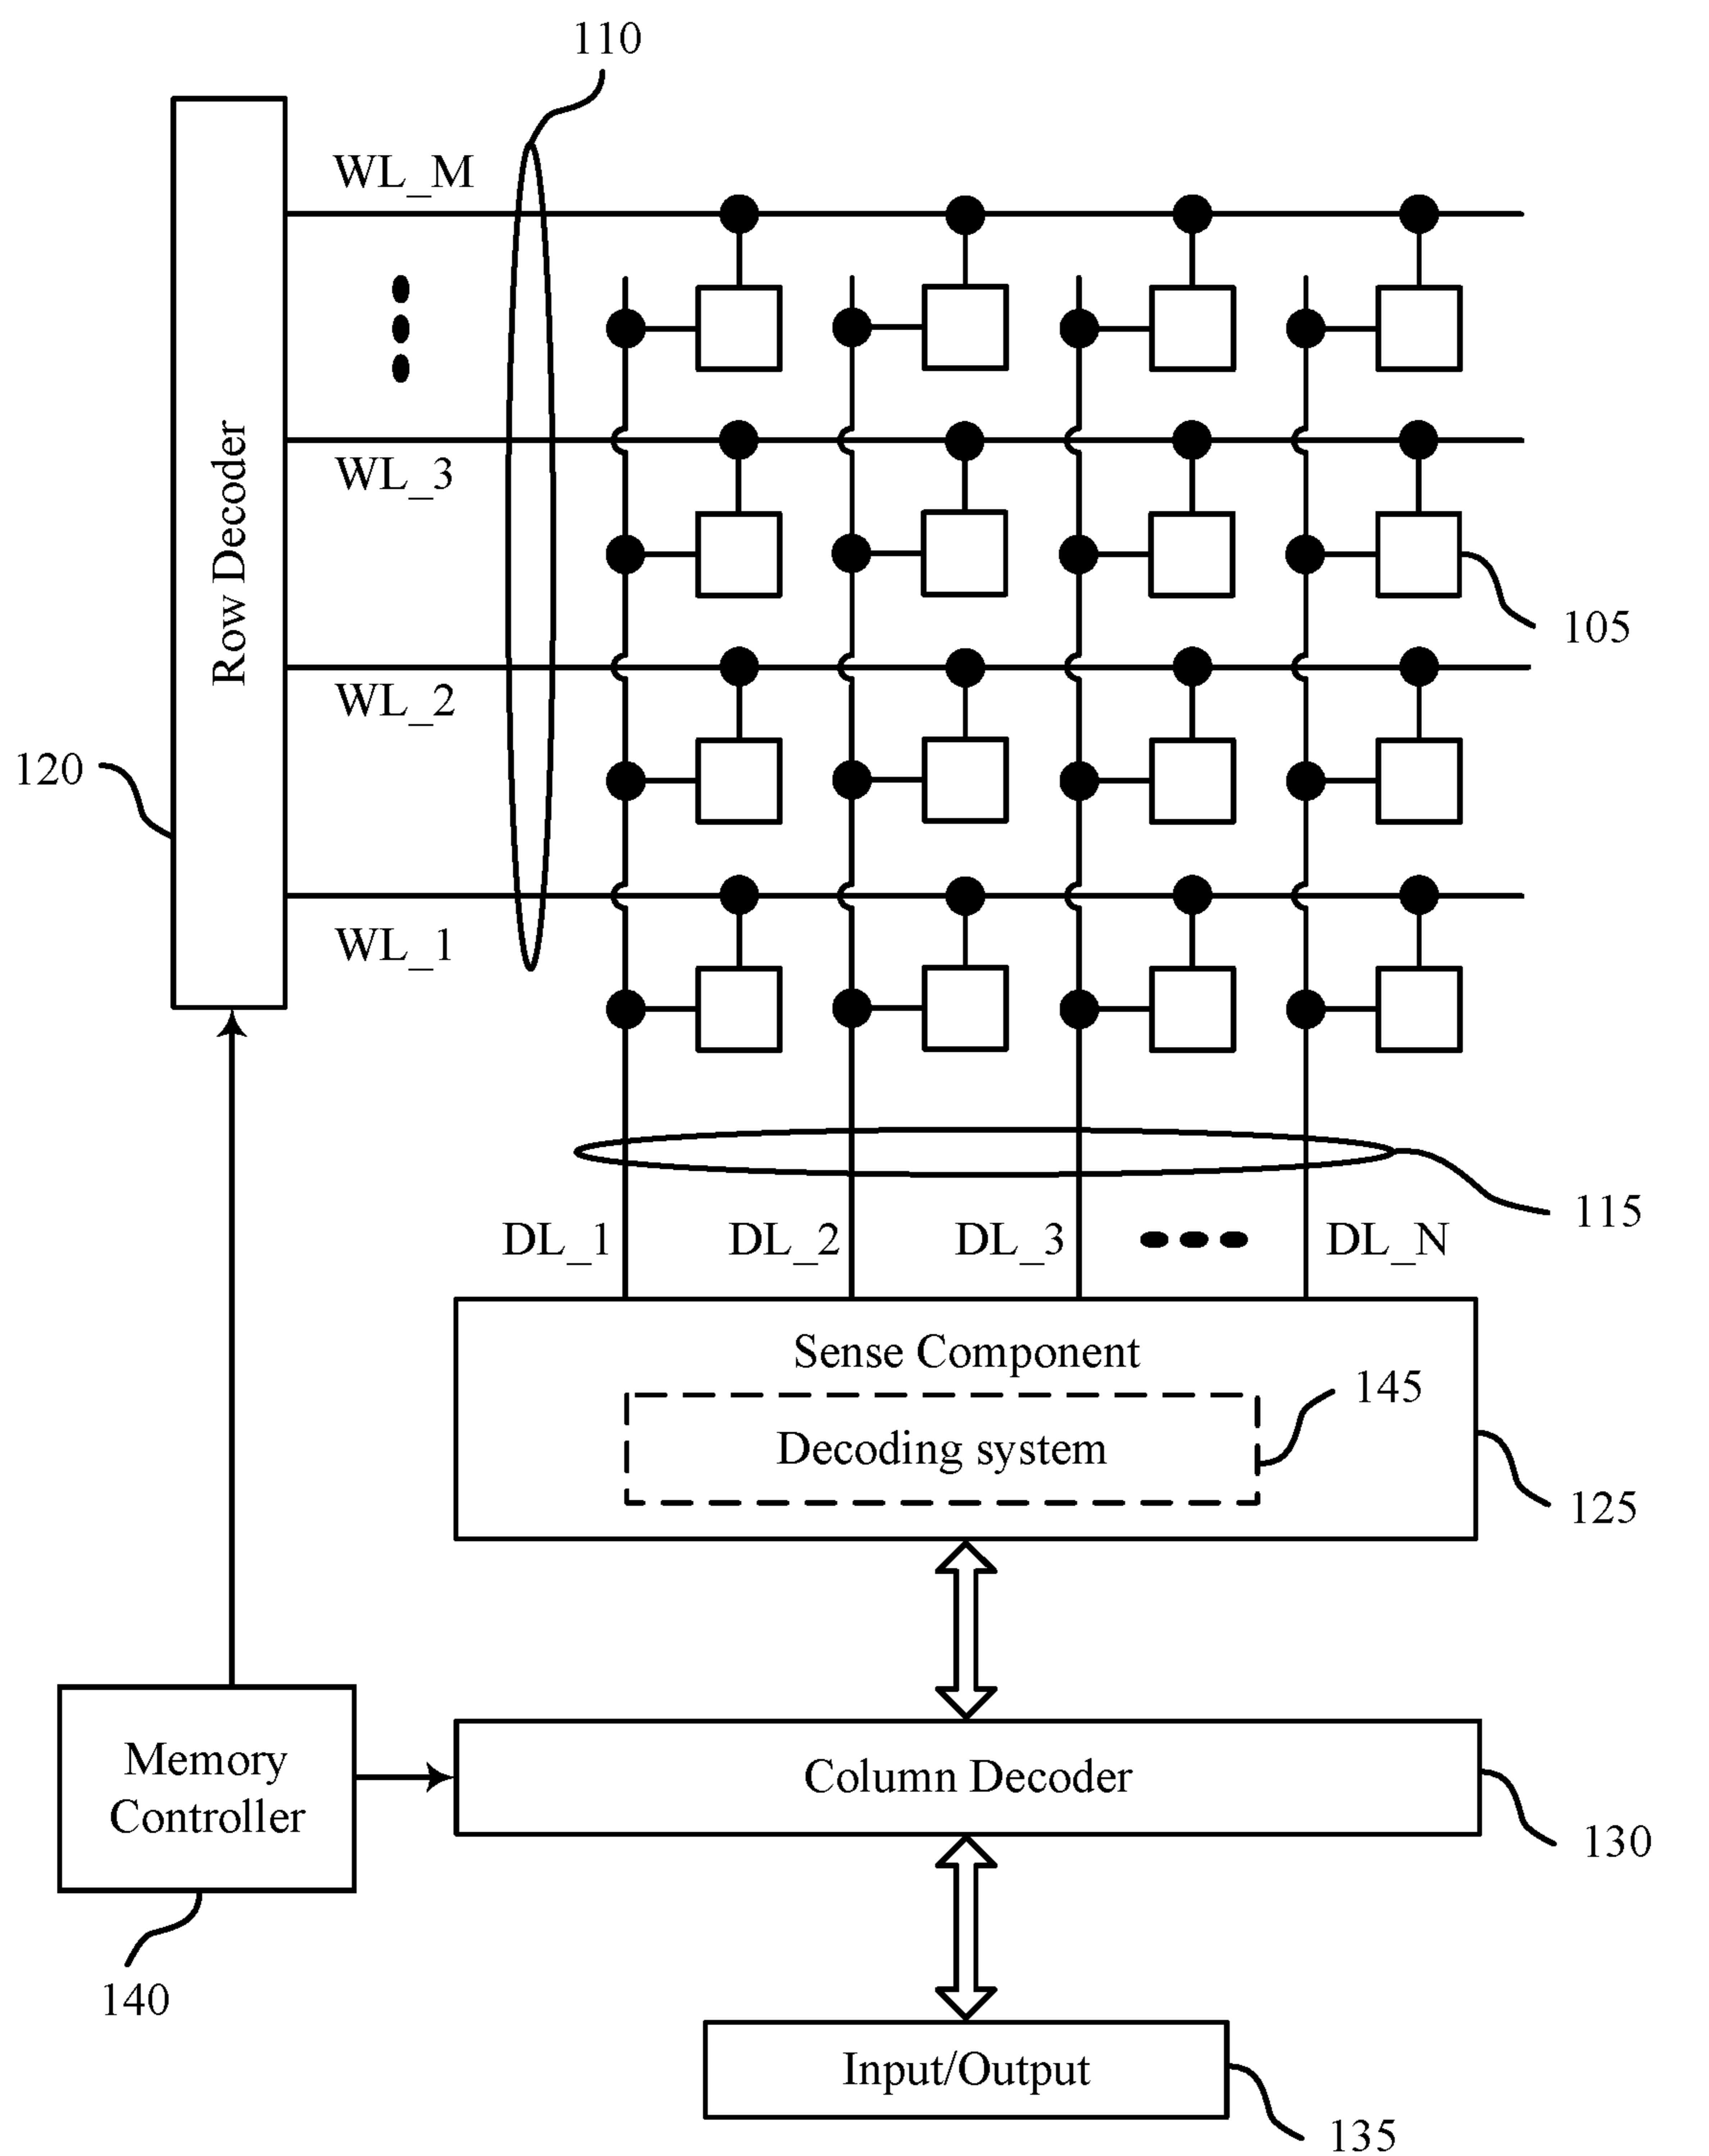 110
WL_M
Row Decoder
WL_3
105
WL_2
120
WL_1
115
DL_1
DL_2
DL_3
DL_N
Sense Component
145
Decoding system
125
Memory
Controller
Column Decoder
130
140
Input/Output
135